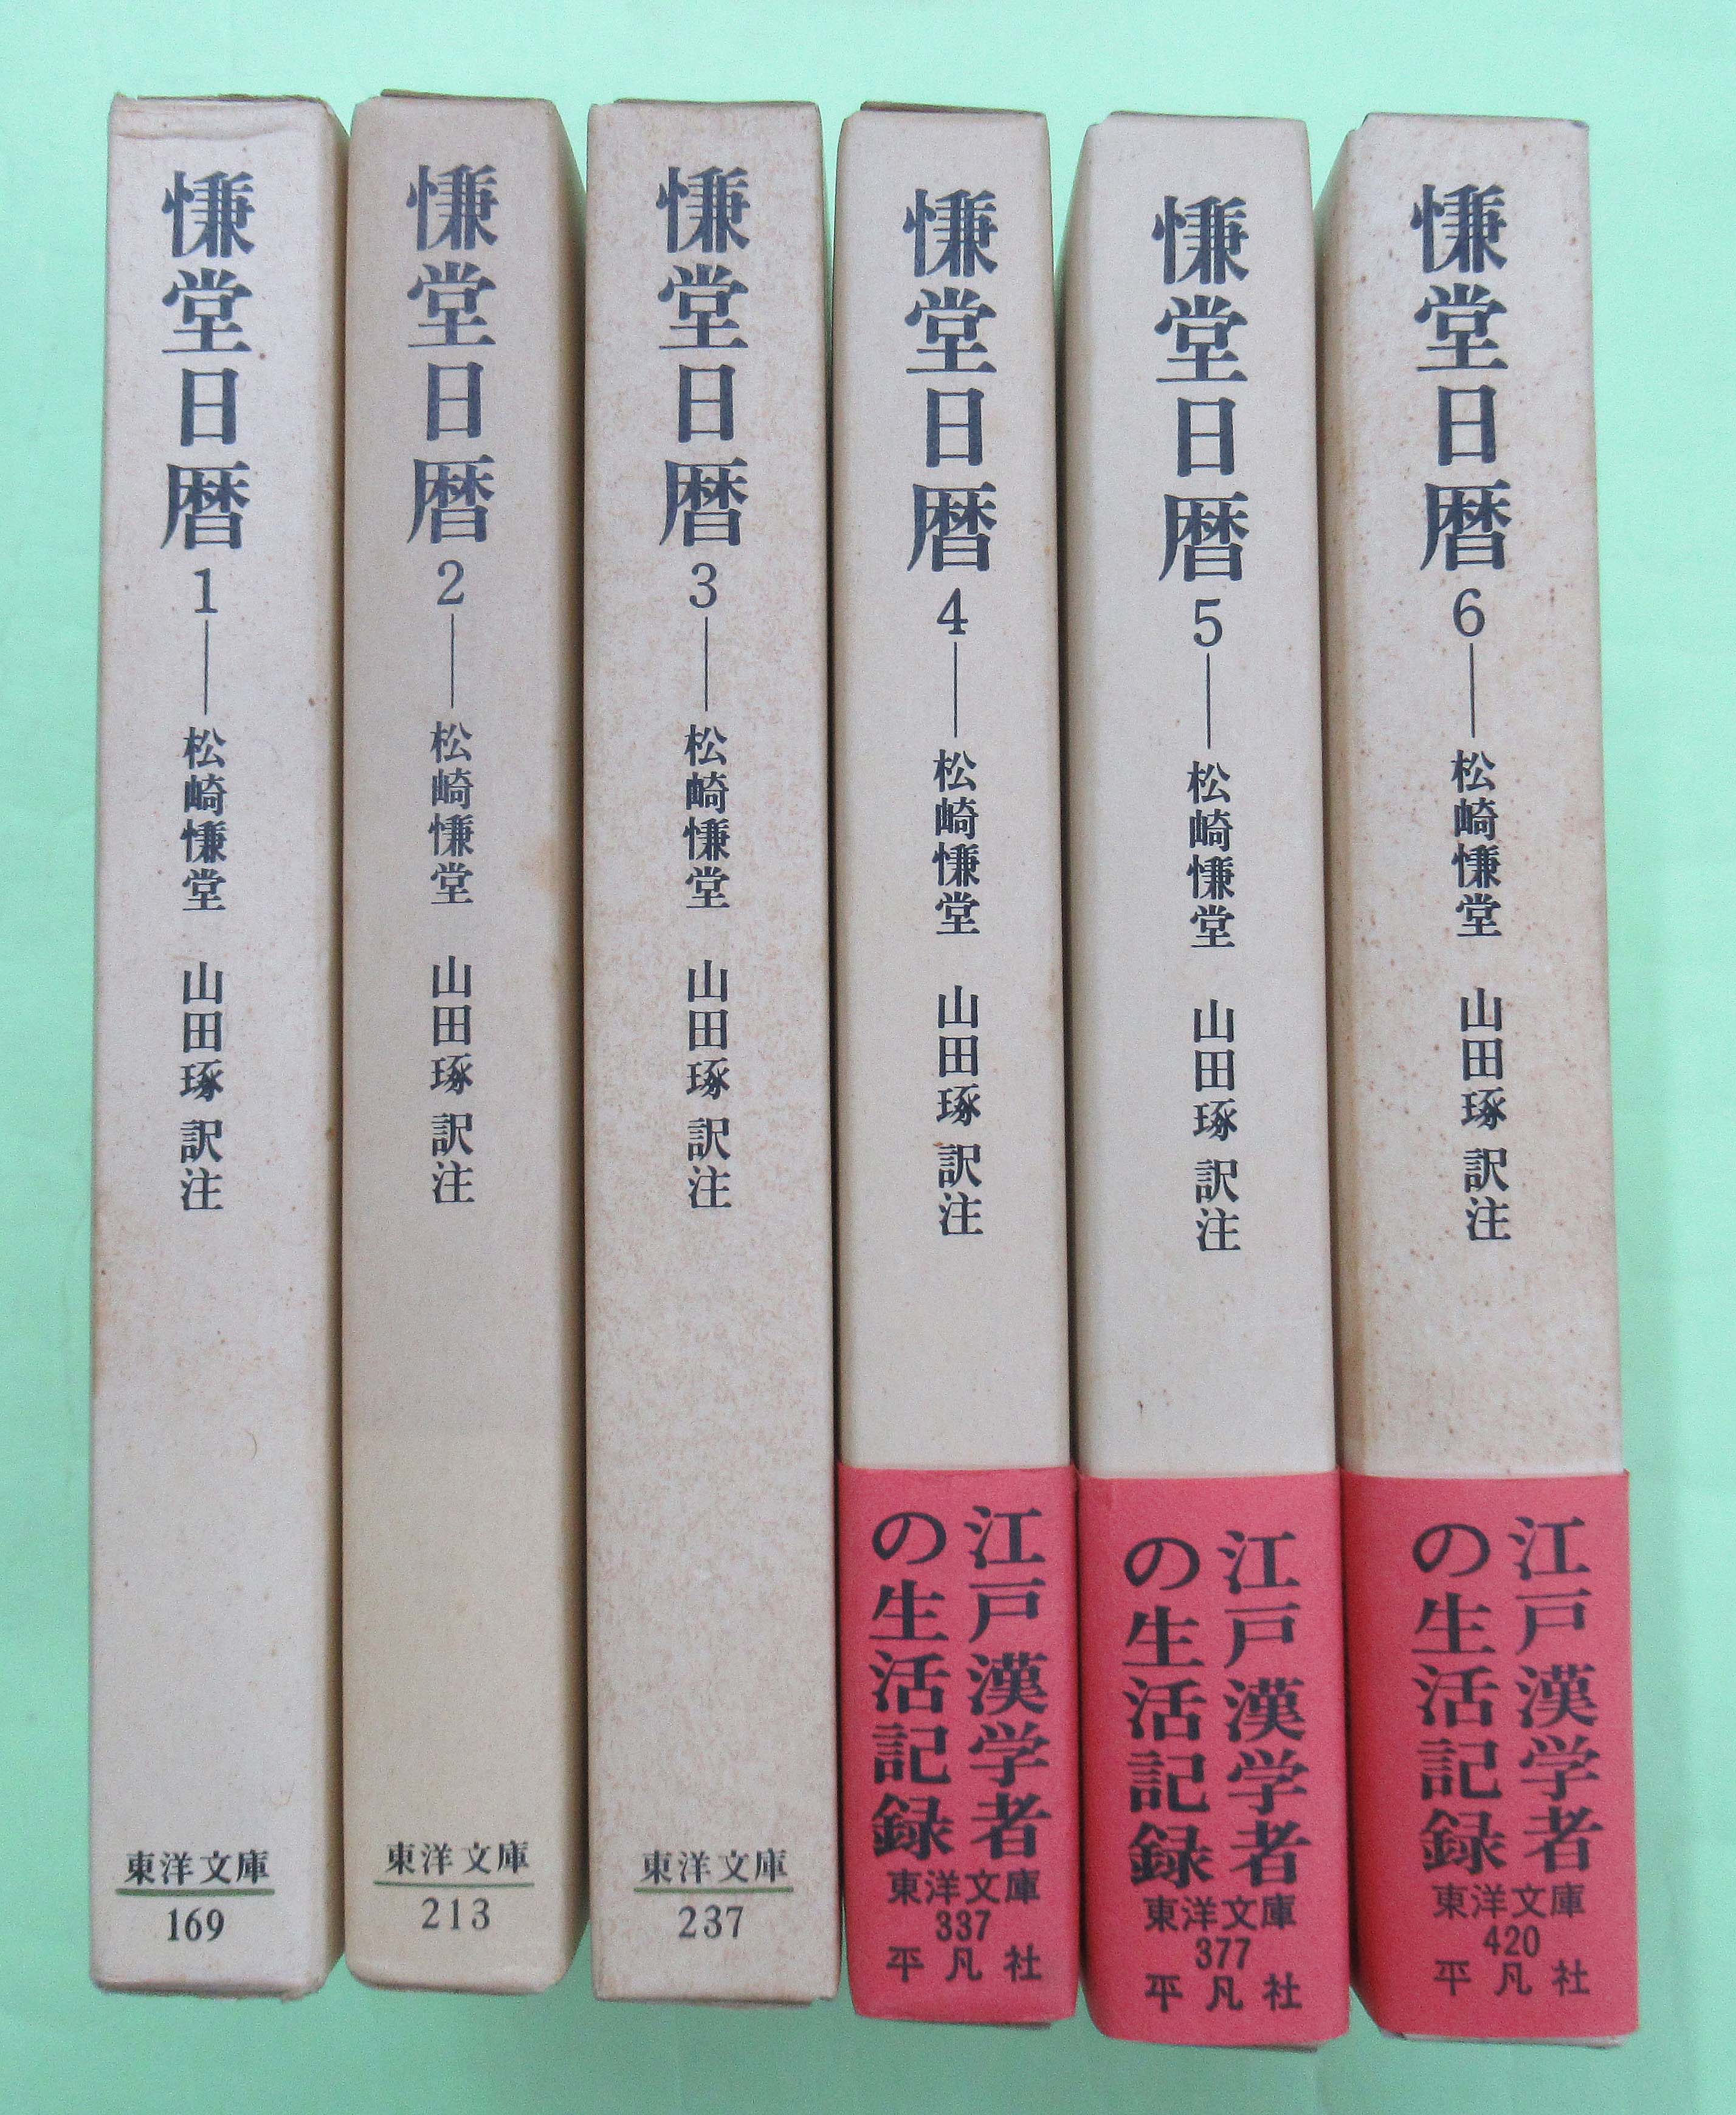 慊堂日暦1―松崎慊堂 山田琢 訳注
東洋文庫
169
慊堂日暦2―松崎慊堂 山田琢 訳注
東洋文庫
213
慊堂日暦3―松崎慊堂 山田琢 訳注
東洋文庫
237
慊堂日暦4―松崎慊堂 山田琢 訳注
江戸漢学者
の生活記録
東洋文庫
337
平凡社
慊堂日暦5―松崎慊堂 山田琢 訳注
江戸漢学者
の生活記録
東洋文庫
377
平凡社
慊堂日暦6―松崎慊堂 山田琢 訳注
江戸漢学者
の生活記録
東洋文庫
420
平凡社